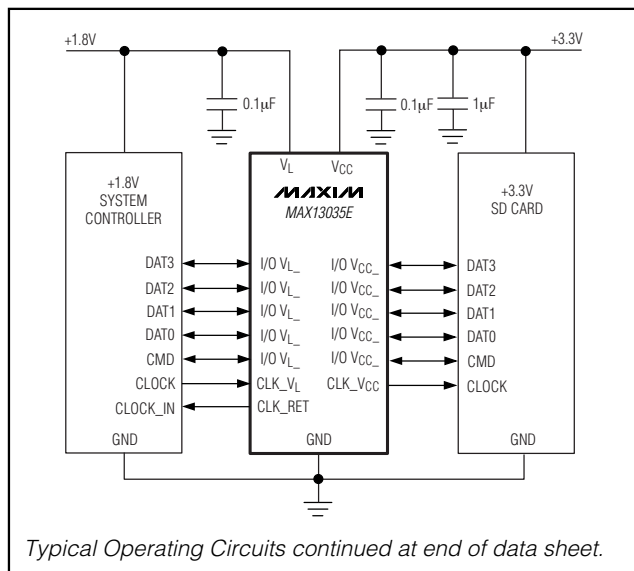 +1.8V
+3.3V
0.1µF
0.1µF
1µF
+1.8V
SYSTEM
CONTROLLER
DAT3
DAT2
DAT1
DAT0
CMD
CLOCK
CLOCK_IN
GND
VL
VCC
MAXIM
MAX13035E
I/O VL_
I/O VCC_
I/O VL_
I/O VCC_
I/O VL_
I/O VCC_
I/O VL_
I/O VCC_
I/O VL_
I/O VCC_
CLK_VL
CLK_VCC
CLK_RET
GND
+3.3V
SD CARD
DAT3
DAT2
DAT1
DAT0
CMD
CLOCK
GND
Typical Operating Circuits continued at end of data sheet.